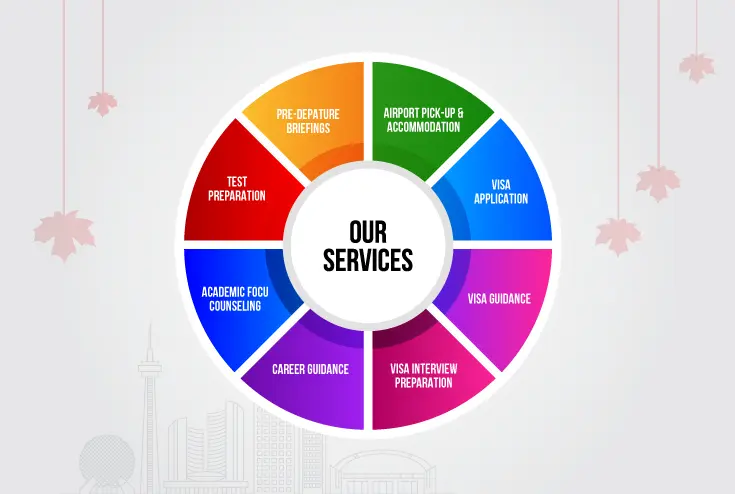 PRE-DEPATURE
BRIEFINGS
AIRPORT PICK-UP &
ACCOMMODATION
TEST
PREPARATION
VISA
APPLICATION
OUR
SERVICES
ACADEMIC FOCU
COUNSELING
VISA GUIDANCE
CAREER GUIDANCE
VISA INTERVIEW
PREPARATION